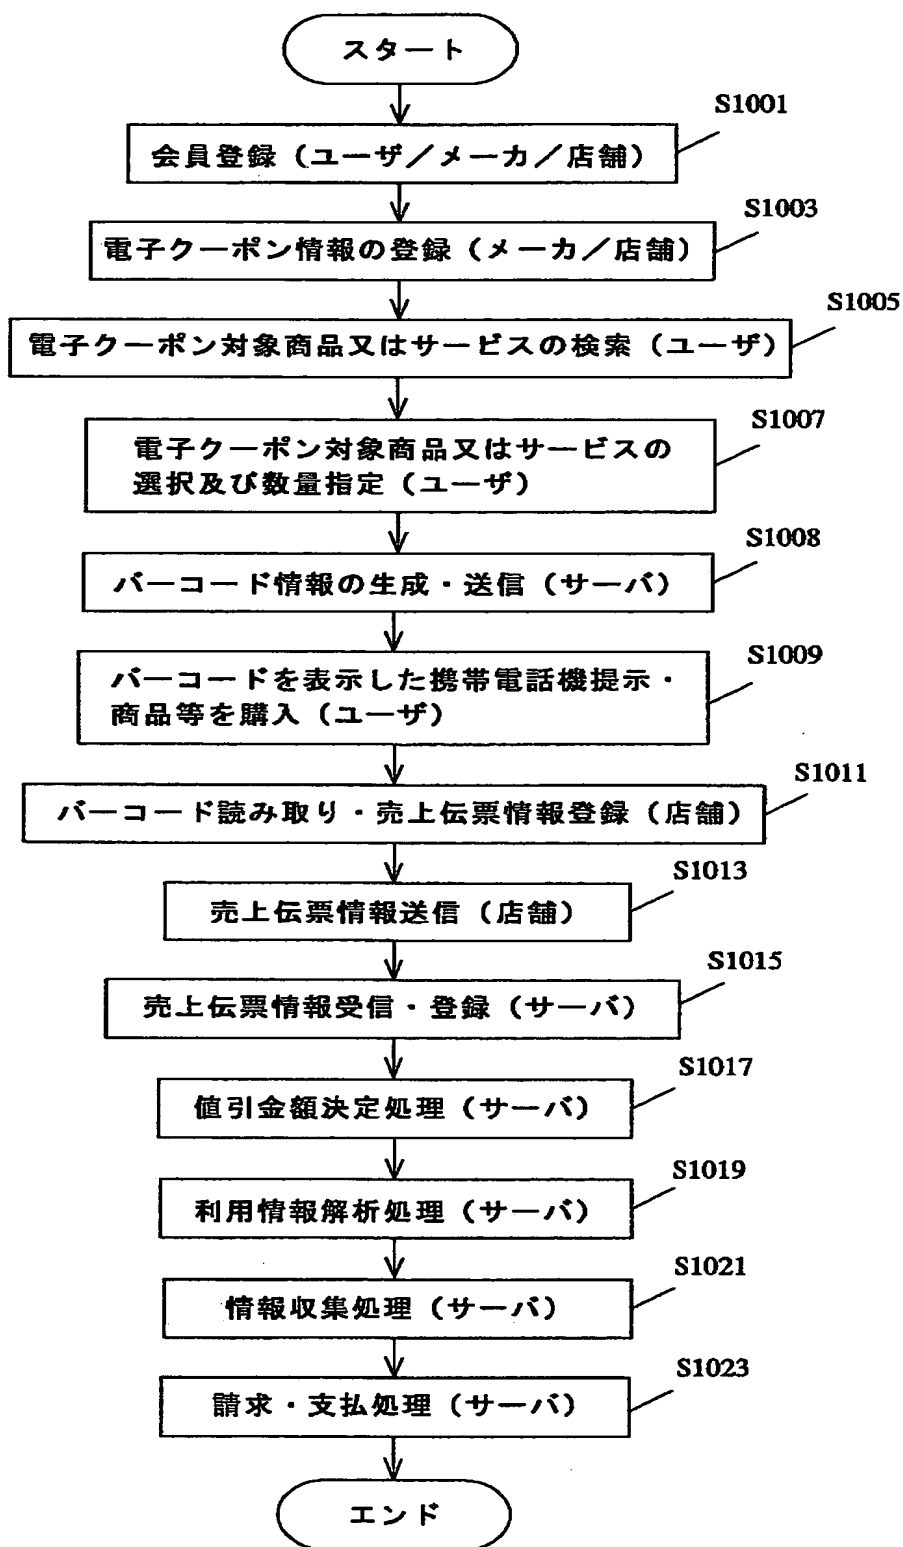 スタート
S1001
会員登録（ユーザ／メーカ／店舗）
S1003
電子クーポン情報の登録（メーカ／店舗）
S1005
電子クーポン対象商品又はサービスの検索（ユーザ）
S1007
電子クーポン対象商品又はサービスの
選択及び数量指定（ユーザ）
S1008
バーコード情報の生成・送信（サーバ）
S1009
バーコードを表示した携帯電話機提示・
商品等を購入（ユーザ）
S1011
バーコード読み取り・売上伝票情報登録（店舗）
S1013
売上伝票情報送信（店舗）
S1015
売上伝票情報受信・登録（サーバ）
S1017
値引金額決定処理（サーバ）
S1019
利用情報解析処理（サーバ）
S1021
情報収集処理（サーバ）
S1023
請求・支払処理（サーバ）
エンド